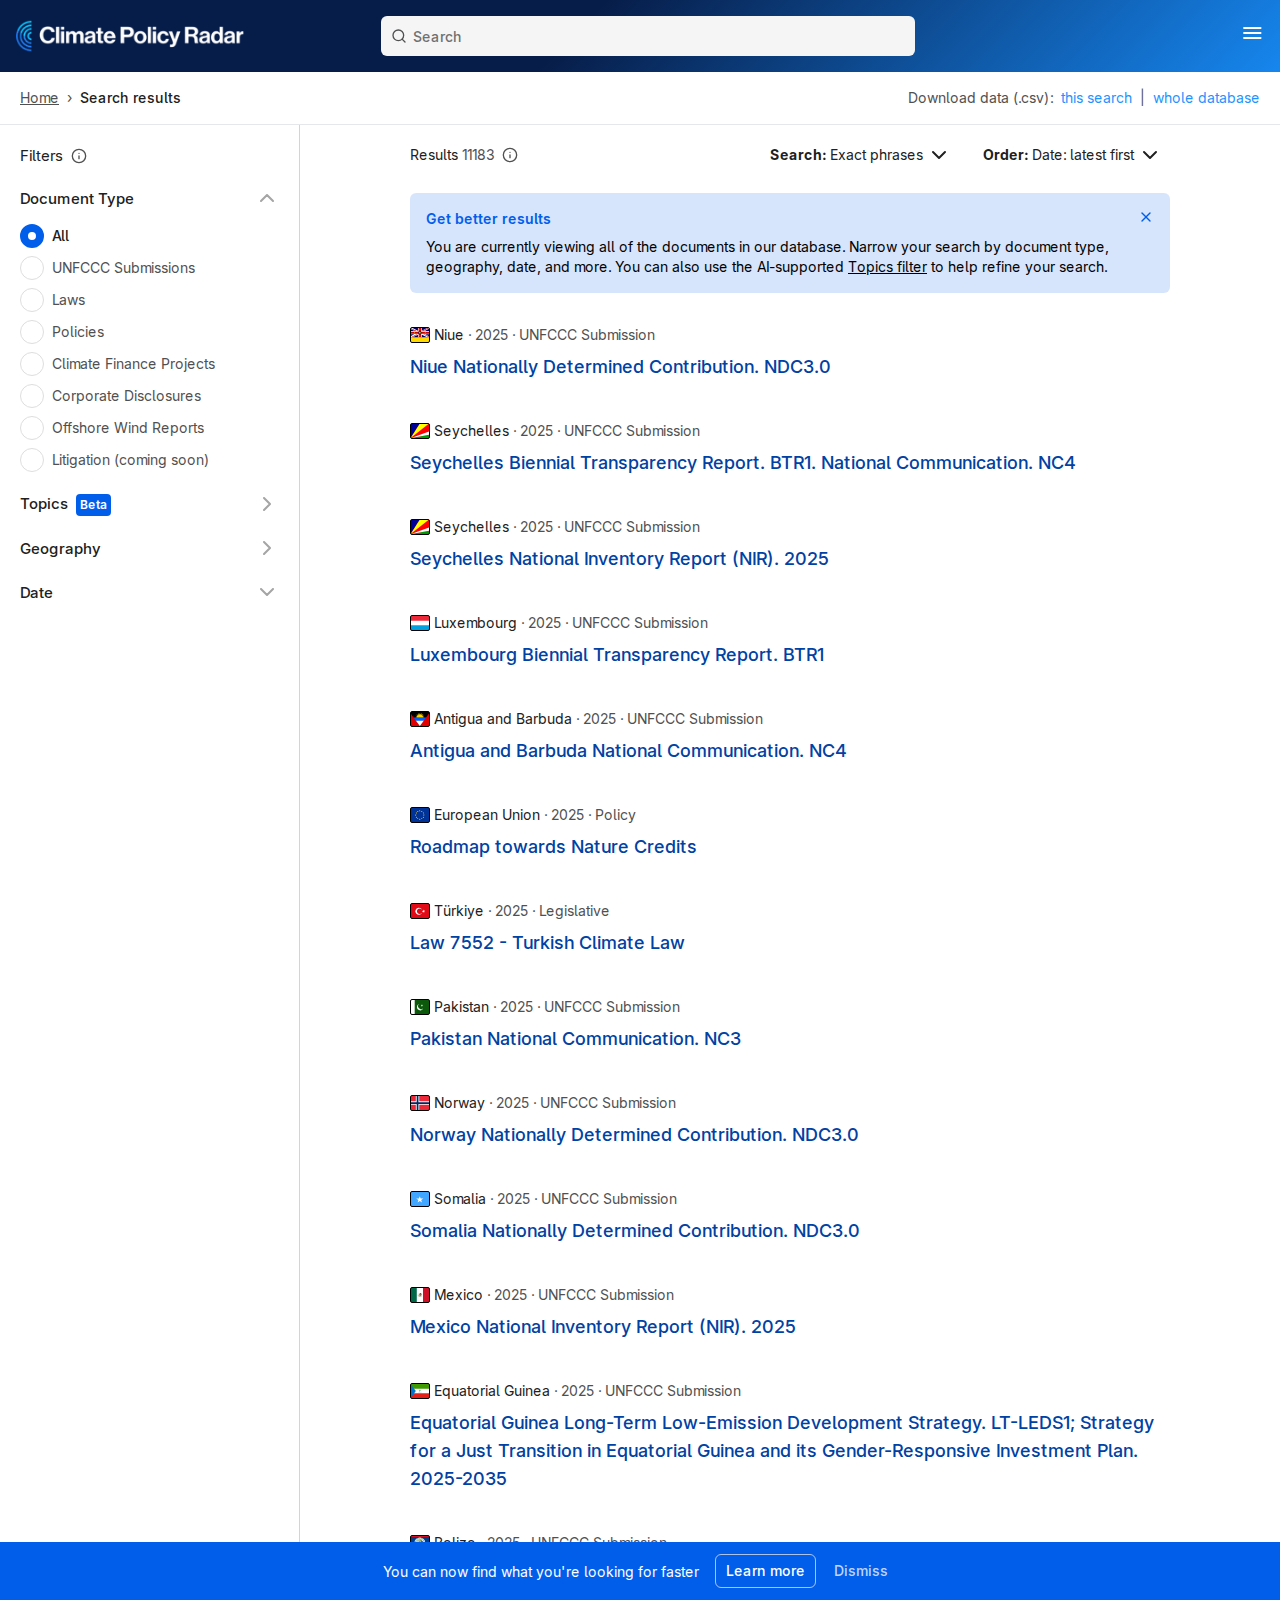 Climate Policy Radar
Search
Home › Search results
Download data (.csv): this search | whole database
Filters
Document Type
All
UNFCCC Submissions
Laws
Policies
Climate Finance Projects
Corporate Disclosures
Offshore Wind Reports
Litigation (coming soon)
Topics Beta
Geography
Date
Results 11183
Search: Exact phrases
Order: Date: latest first
Get better results
You are currently viewing all of the documents in our database. Narrow your search by document type,
geography, date, and more. You can also use the AI-supported Topics filter to help refine your search.
Niue · 2025 · UNFCCC Submission
Niue Nationally Determined Contribution. NDC3.0
Seychelles · 2025 · UNFCCC Submission
Seychelles Biennial Transparency Report. BTR1. National Communication. NC4
Seychelles · 2025 · UNFCCC Submission
Seychelles National Inventory Report (NIR). 2025
Luxembourg · 2025 · UNFCCC Submission
Luxembourg Biennial Transparency Report. BTR1
Antigua and Barbuda · 2025 · UNFCCC Submission
Antigua and Barbuda National Communication. NC4
European Union · 2025 · Policy
Roadmap towards Nature Credits
Türkiye · 2025 · Legislative
Law 7552 - Turkish Climate Law
Pakistan · 2025 · UNFCCC Submission
Pakistan National Communication. NC3
Norway · 2025 · UNFCCC Submission
Norway Nationally Determined Contribution. NDC3.0
Somalia · 2025 · UNFCCC Submission
Somalia Nationally Determined Contribution. NDC3.0
Mexico · 2025 · UNFCCC Submission
Mexico National Inventory Report (NIR). 2025
Equatorial Guinea · 2025 · UNFCCC Submission
Equatorial Guinea Long-Term Low-Emission Development Strategy. LT-LEDS1; Strategy
for a Just Transition in Equatorial Guinea and its Gender-Responsive Investment Plan.
2025-2035
Belize · 2025 · UNFCCC Submission
You can now find what you're looking for faster
Learn more
Dismiss